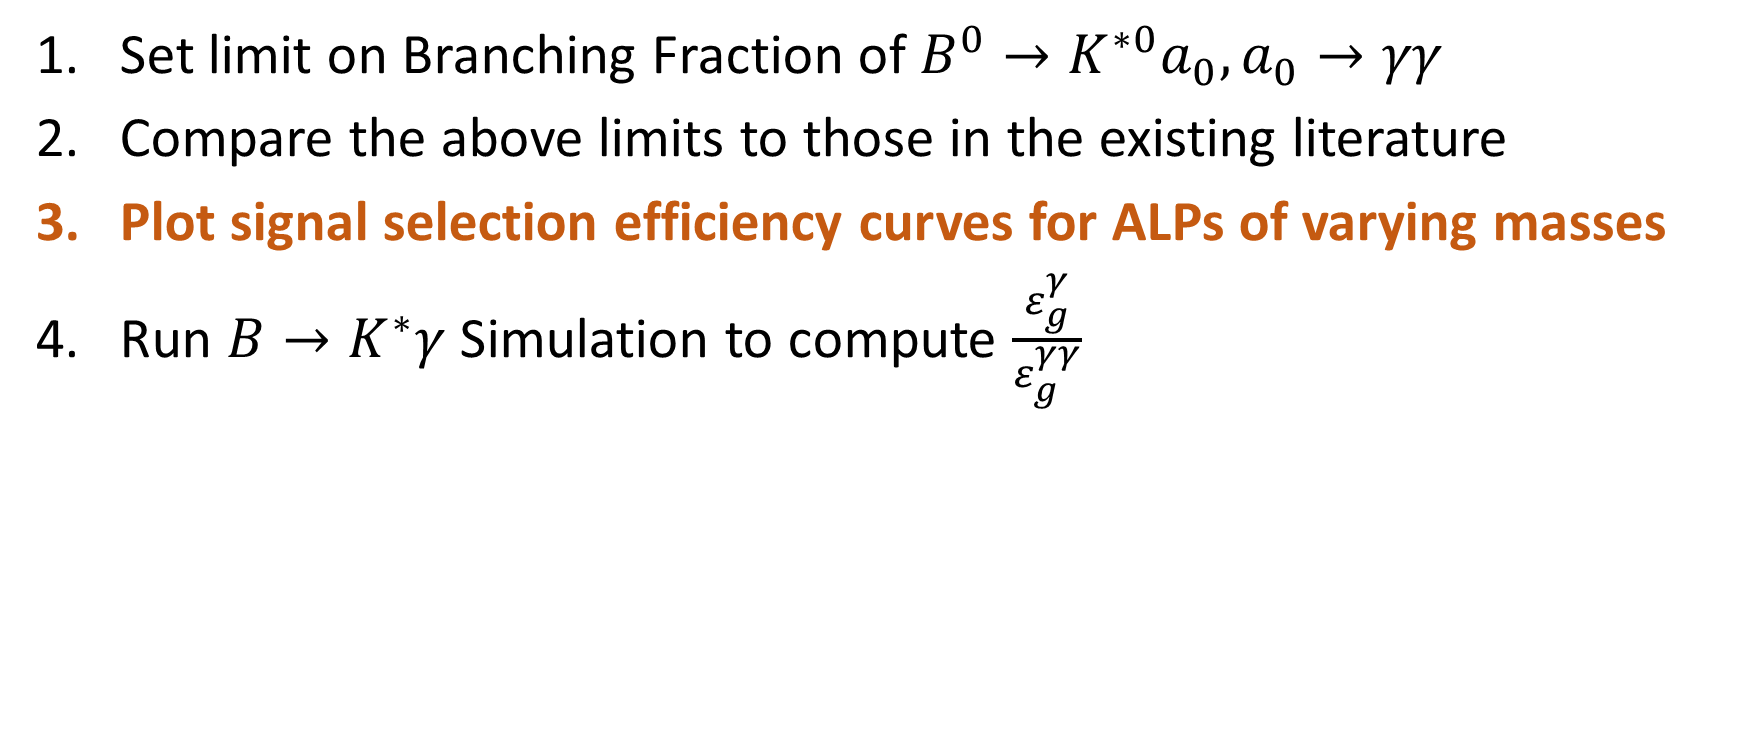 1. Set limit on Branching Fraction of B⁰ → K*⁰a₀, a₀ → γγ
2. Compare the above limits to those in the existing literature
3. Plot signal selection efficiency curves for ALPs of varying masses
4. Run B → K*γ Simulation to compute ε_g^γ / ε_g^γγ